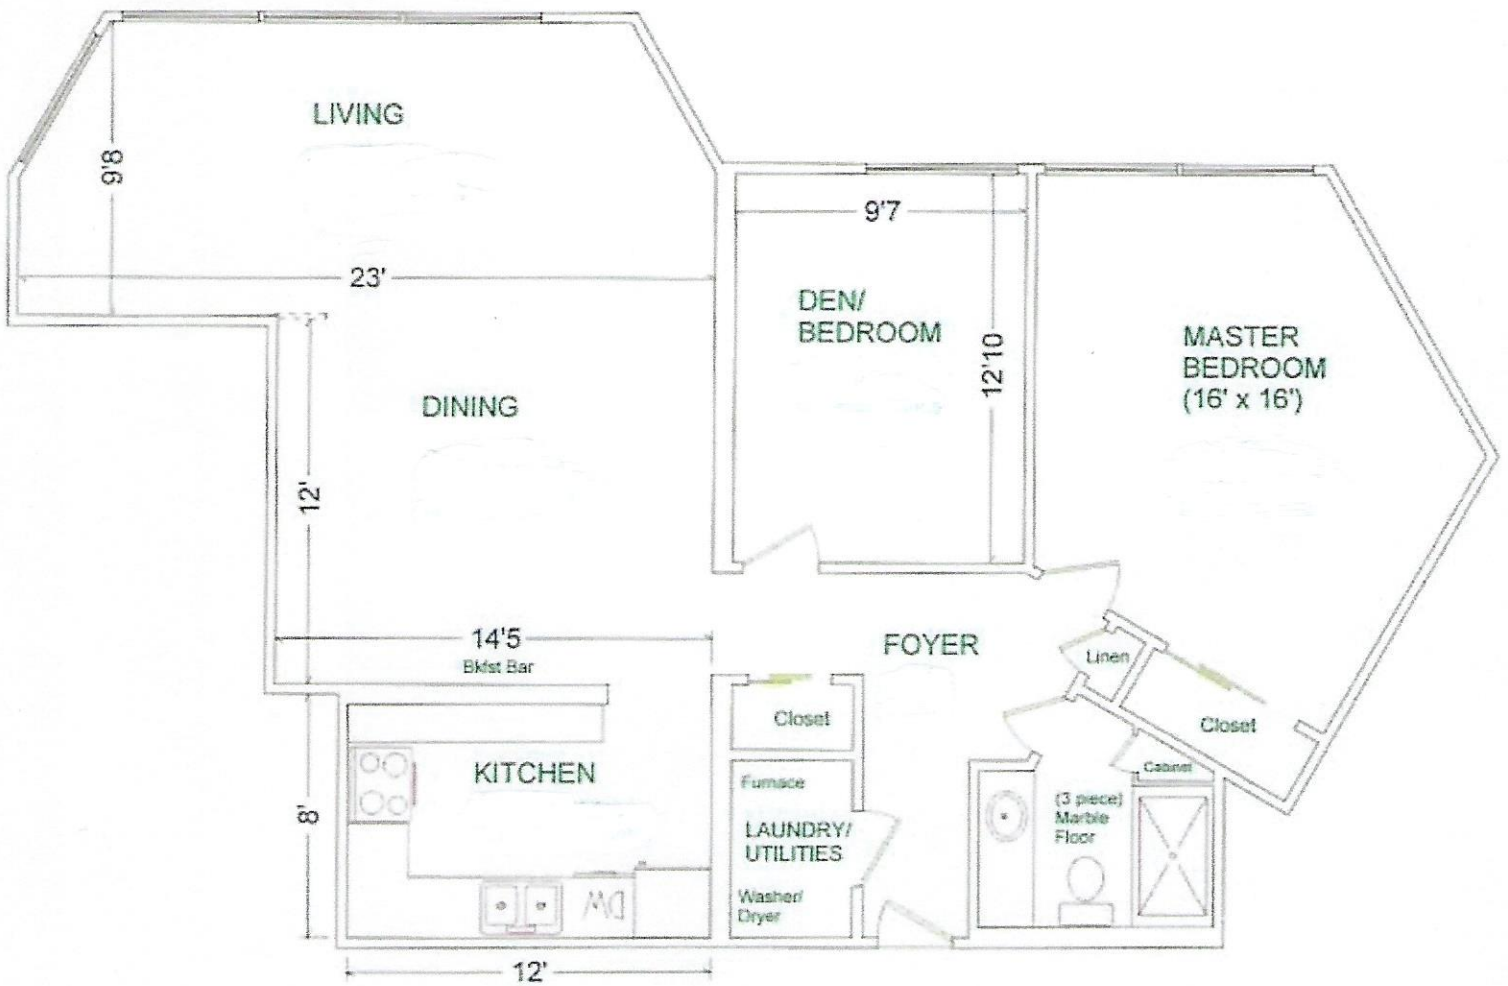 LIVING
9'8
9'7
23'
DEN/
BEDROOM
12'10
MASTER
BEDROOM
(16' x 16')
DINING
12'
14'5
Bkfst Bar
FOYER
Linen
Closet
Closet
KITCHEN
Furnace
Cabinet
(3 piece)
Marble
Floor
8'
LAUNDRY/
UTILITIES
Washer/
Dryer
DW
12'